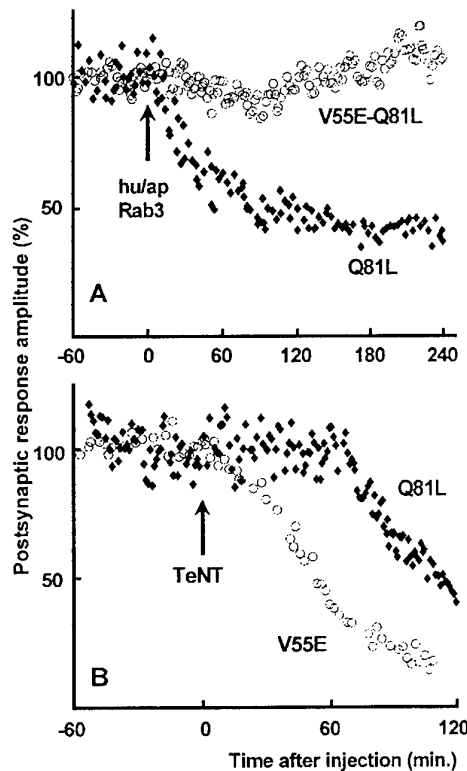 100
50
V55E-Q81L
hu/ap
Rab3
Q81L
A
-60 0 60 120 180 240
Postsynaptic response amplitude (%)
100
50
Q81L
TeNT
V55E
B
-60 0 60 120
Time after injection (min.)